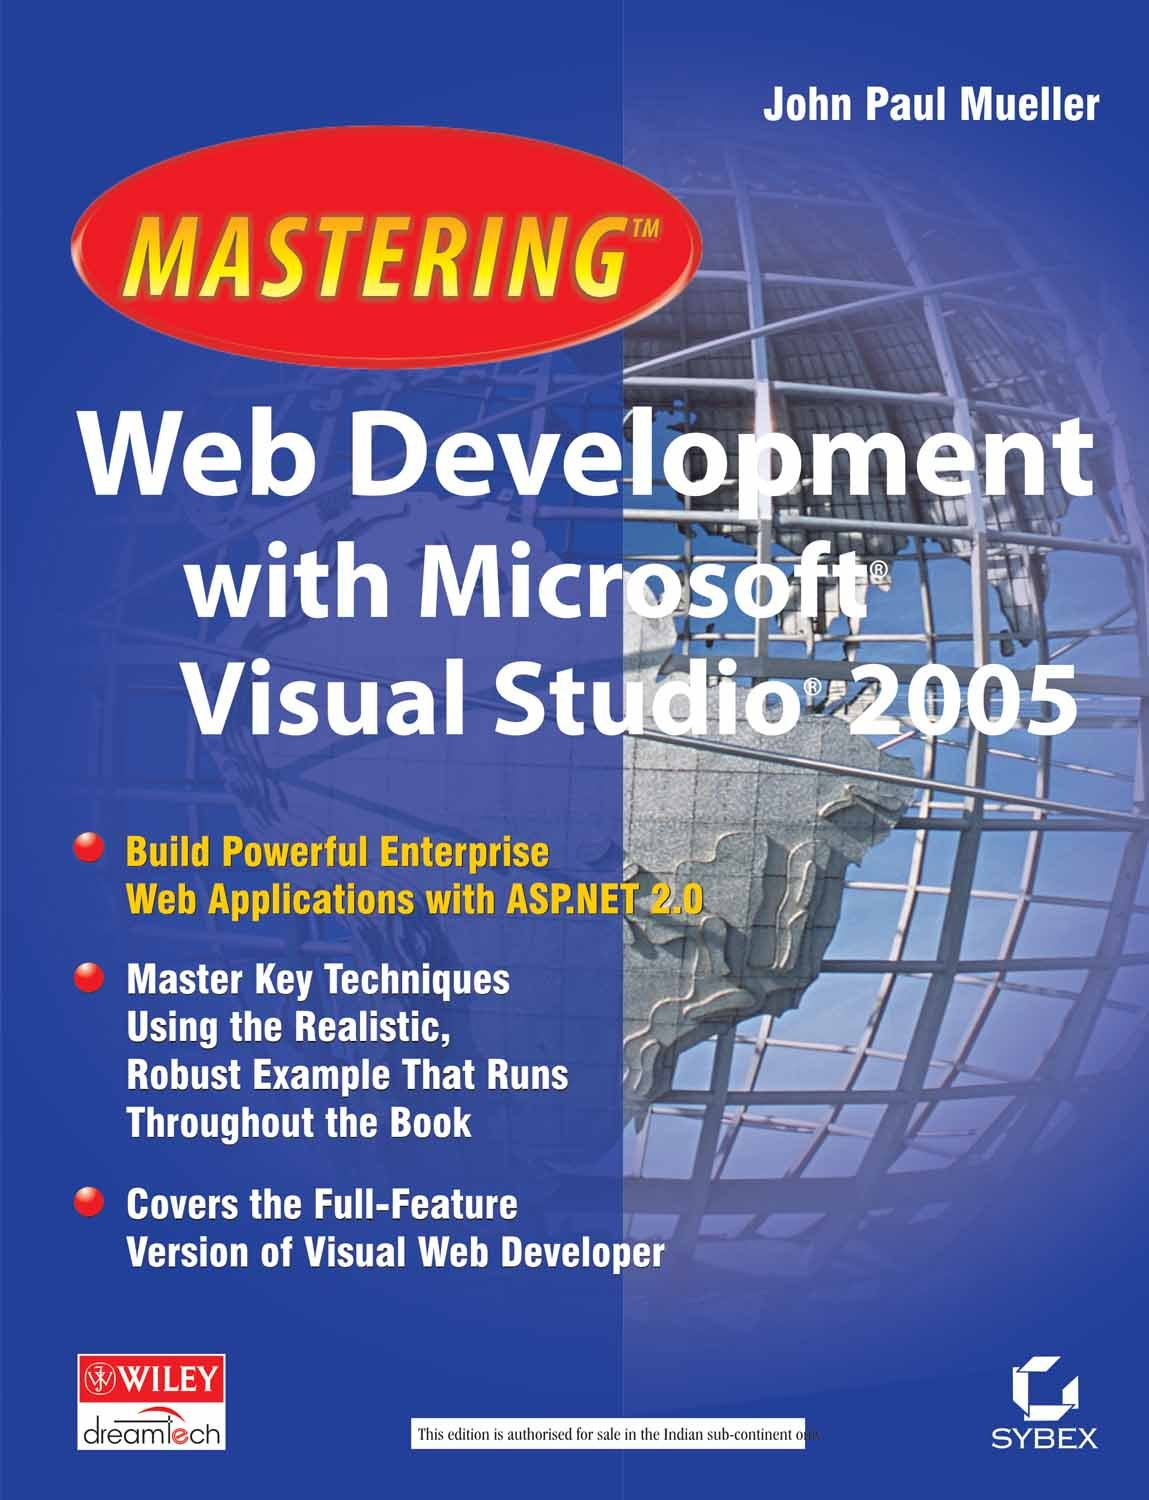 John Paul Mueller
MASTERING™
Web Development
with Microsoft®
Visual Studio® 2005
Build Powerful Enterprise
Web Applications with ASP.NET 2.0
Master Key Techniques
Using the Realistic,
Robust Example That Runs
Throughout the Book
Covers the Full-Feature
Version of Visual Web Developer
WILEY
dreamtech
This edition is authorised for sale in the Indian sub-continent only
SYBEX